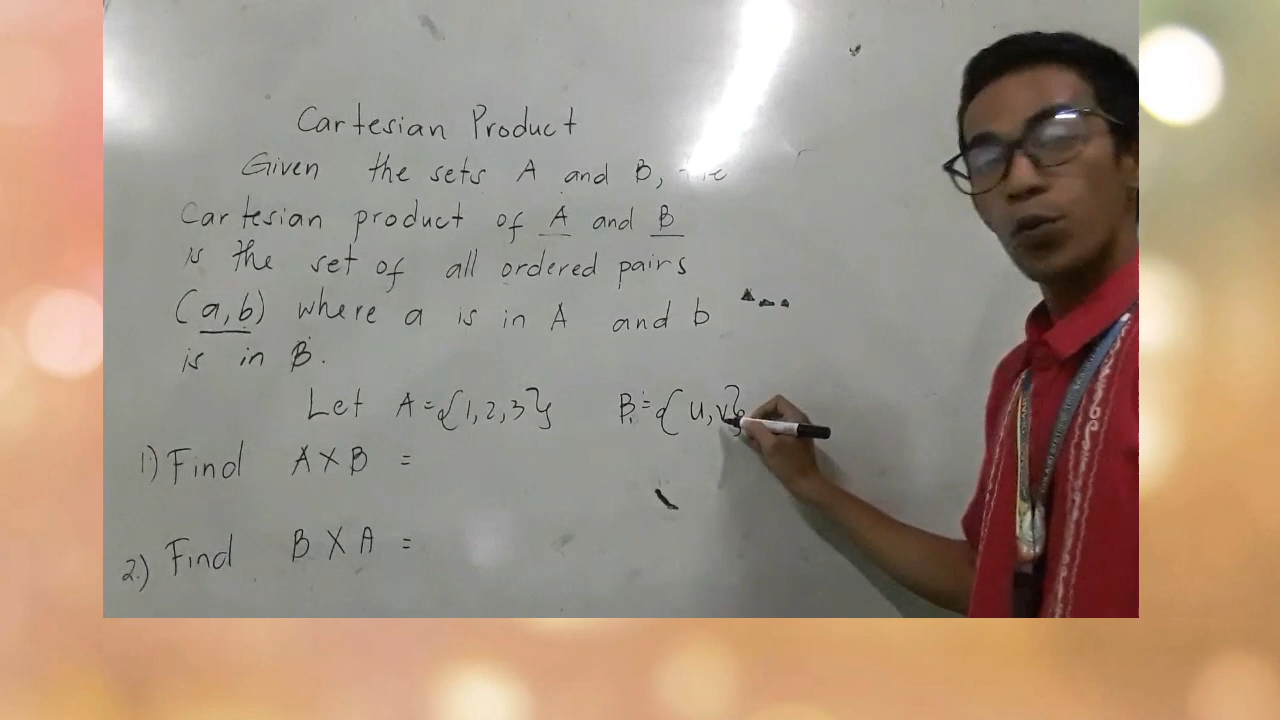 Cartesian Product
Given the sets A and B,
Cartesian product of A and B
is the set of all ordered pairs
(a,b) where a is in A and b
is in B.
Let A={1,2,3} B={u,v}
1) Find A X B =
2.) Find B X A =